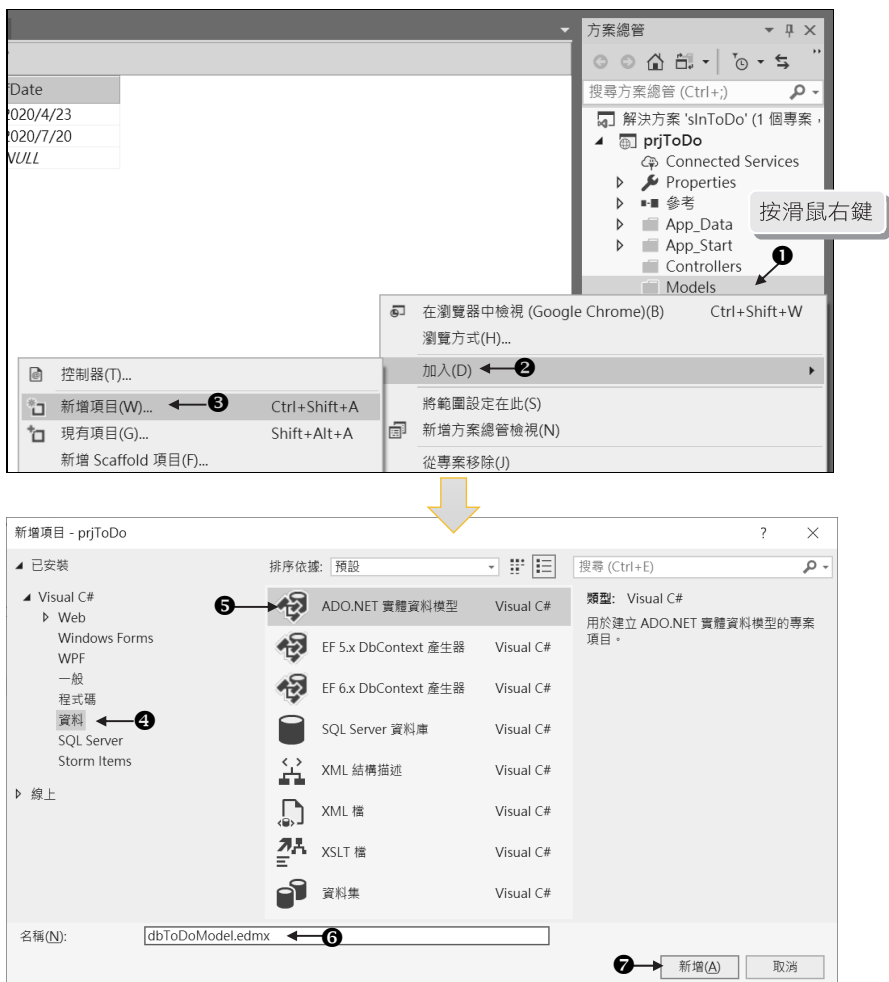 方案總管
fDate
2020/4/23
2020/7/20
NULL
搜尋方案總管 (Ctrl+;)
解決方案 'slnToDo' (1 個專案，
prjToDo
Connected Services
Properties
參考
App_Data
App_Start
Controllers
Models
按滑鼠右鍵
❶
在瀏覽器中檢視 (Google Chrome)(B) Ctrl+Shift+W
瀏覽方式(H)...
加入(D) ❷
將範圍設定在此(S)
新增方案總管檢視(N)
從專案移除(J)
控制器(T)...
新增項目(W)... ❸ Ctrl+Shift+A
現有項目(G)... Shift+Alt+A
新增 Scaffold 項目(F)...
新增項目 - prjToDo ? ×
已安裝
排序依據: 預設
搜尋 (Ctrl+E)
Visual C#
Web
Windows Forms
WPF
一般
程式碼
資料 ❹
SQL Server
Storm Items
線上
❺ ADO.NET 實體資料模型 Visual C#
EF 5.x DbContext 產生器 Visual C#
EF 6.x DbContext 產生器 Visual C#
SQL Server 資料庫 Visual C#
XML 結構描述 Visual C#
XML 檔 Visual C#
XSLT 檔 Visual C#
資料集 Visual C#
類型: Visual C#
用於建立 ADO.NET 實體資料模型的專案
項目。
名稱(N): dbToDoModel.edmx ❻
❼ 新增(A) 取消